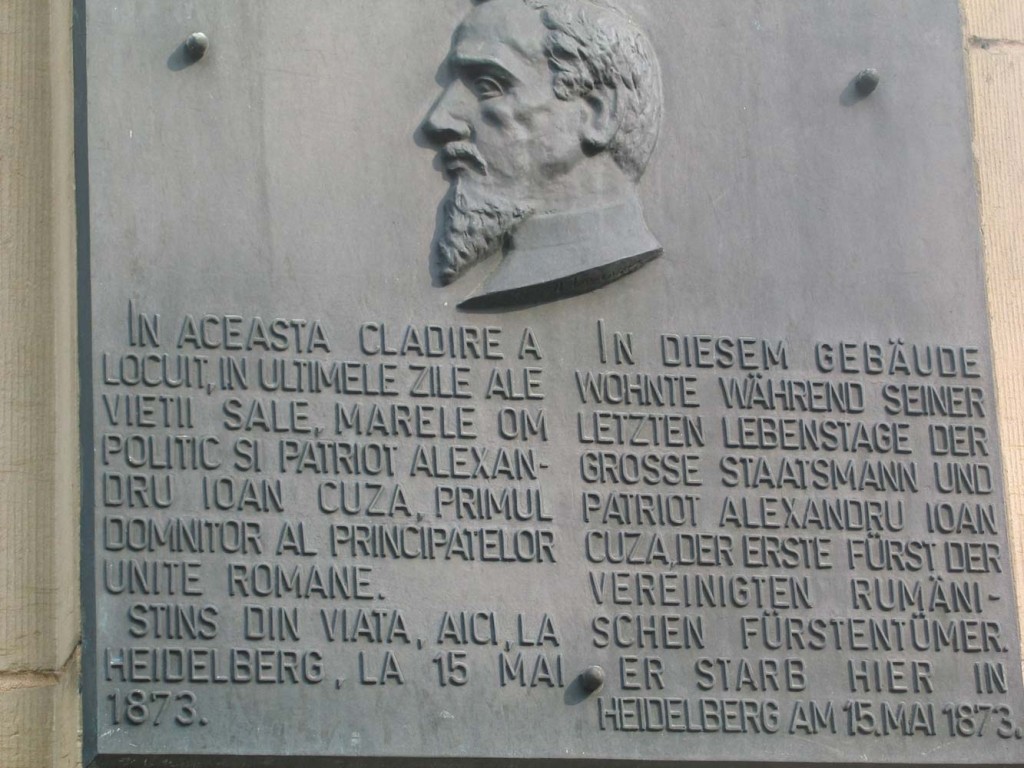 IN ACEASTA CLADIRE A
LOCUIT, IN ULTIMELE ZILE ALE
VIETII SALE, MARELE OM
POLITIC SI PATRIOT ALEXAN-
DRU IOAN CUZA, PRIMUL
DOMNITOR AL PRINCIPATELOR
UNITE ROMANE.
STINS DIN VIATA, AICI, LA
HEIDELBERG, LA 15 MAI
1873.
IN DIESEM GEBÄUDE
WOHNTE WÄHREND SEINER
LETZTEN LEBENSTAGE DER
GROSSE STAATSMANN UND
PATRIOT ALEXANDRU IOAN
CUZA, DER ERSTE FÜRST DER
VEREINIGTEN RUMÄNI-
SCHEN FÜRSTENTÜMER.
ER STARB HIER IN
HEIDELBERG AM 15. MAI 1873.